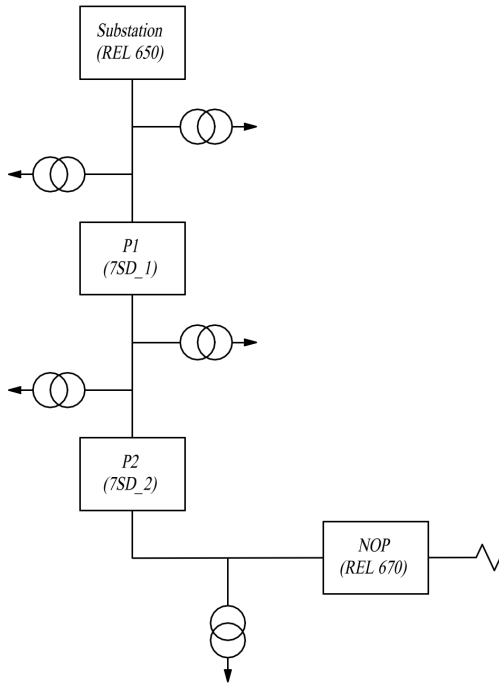 Substation
(REL 650)
P1
(7SD_1)
P2
(7SD_2)
NOP
(REL 670)